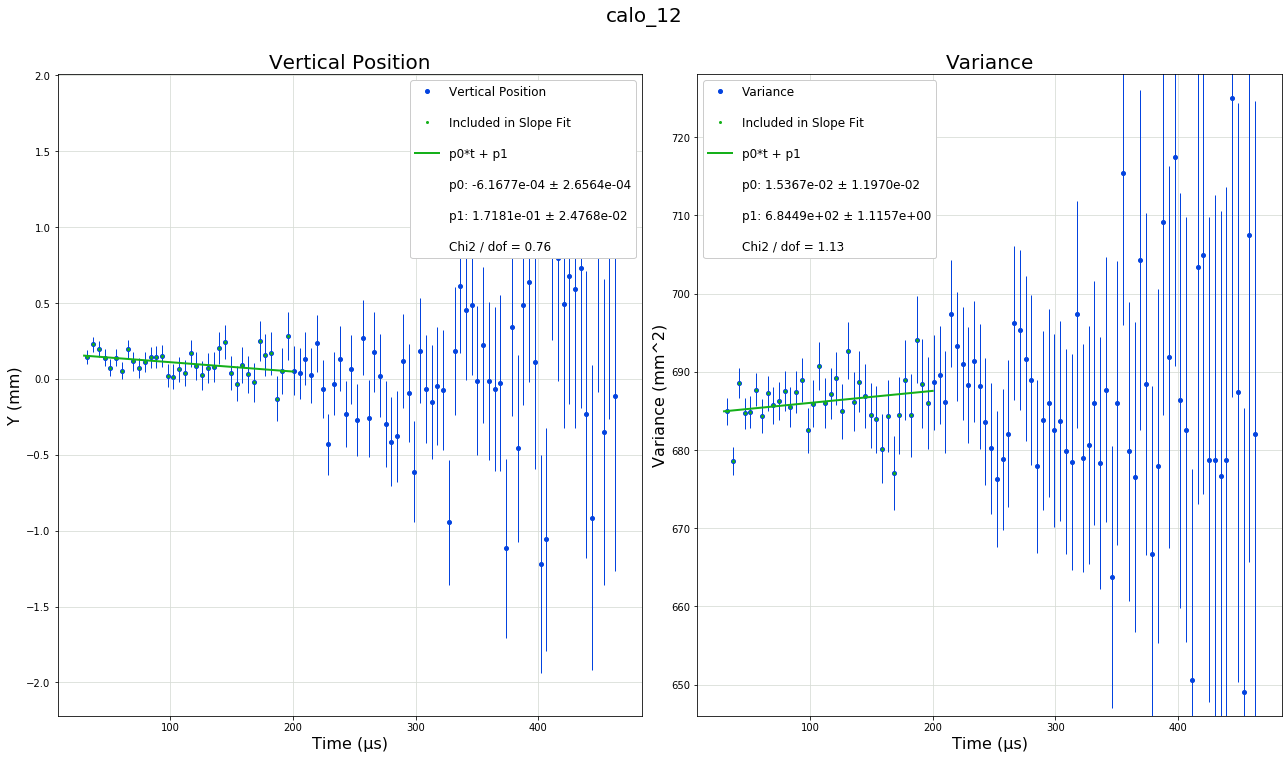 calo_12
Vertical Position
Vertical Position
Included in Slope Fit
p0*t + p1
p0: -6.1677e-04 ± 2.6564e-04
p1: 1.7181e-01 ± 2.4768e-02
Chi2 / dof = 0.76
Y (mm)
2.0
1.5
1.0
0.5
0.0
−0.5
−1.0
−1.5
−2.0
100 200 300 400
Time (μs)
Variance
Variance
Included in Slope Fit
p0*t + p1
p0: 1.5367e-02 ± 1.1970e-02
p1: 6.8449e+02 ± 1.1157e+00
Chi2 / dof = 1.13
Variance (mm^2)
720
710
700
690
680
670
660
650
100 200 300 400
Time (μs)